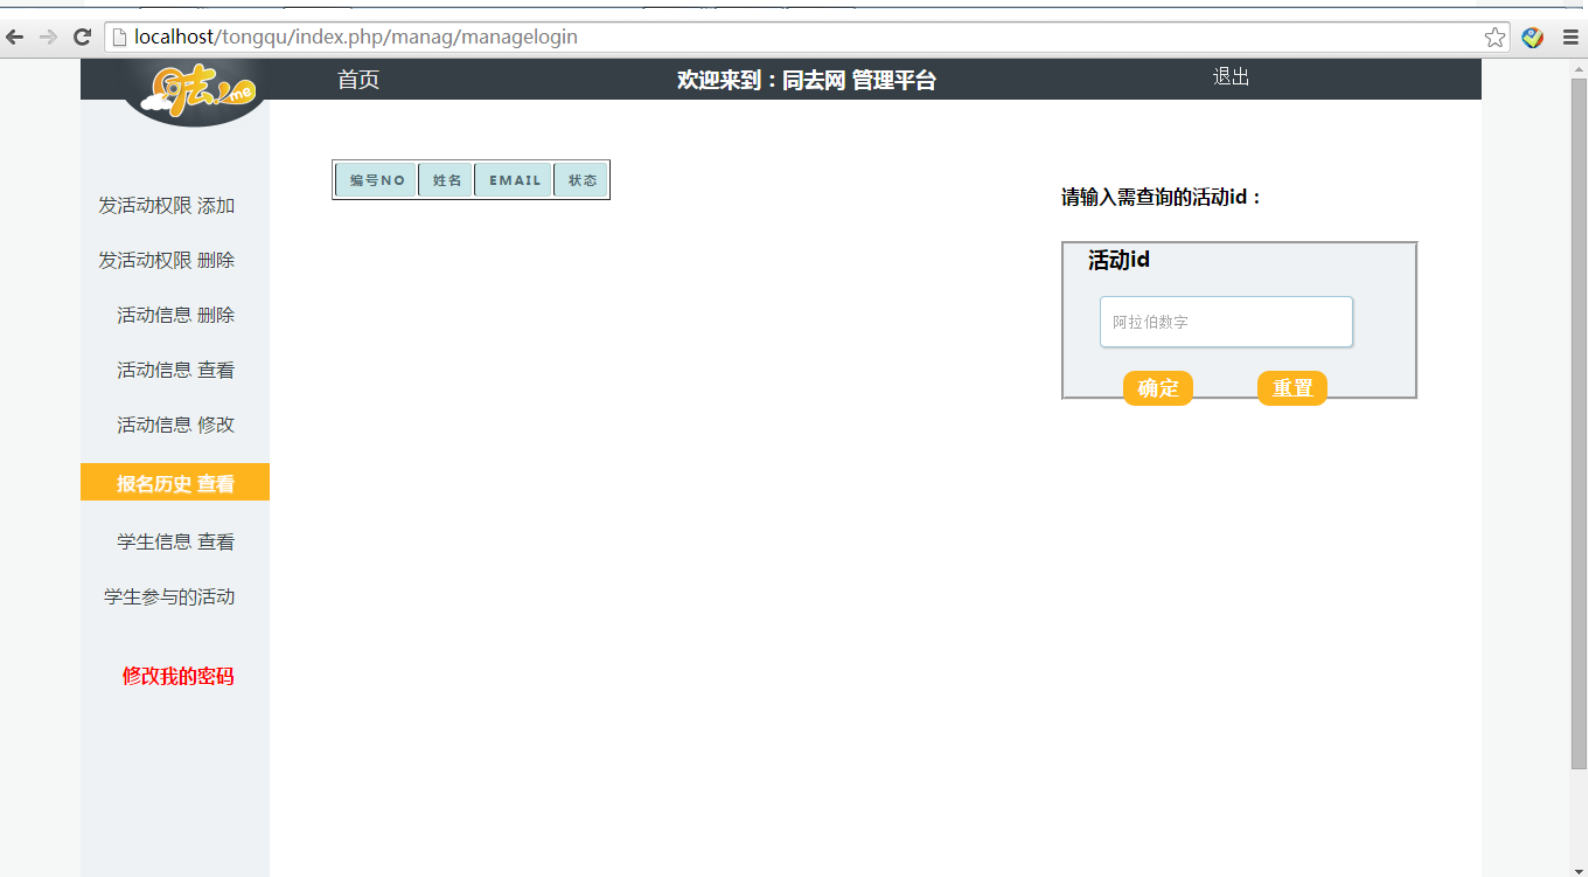 localhost/tongqu/index.php/manag/managelogin
去 me
首页
欢迎来到：同去网 管理平台
退出
编号NO 姓名 EMAIL 状态
发活动权限 添加
发活动权限 删除
活动信息 删除
活动信息 查看
活动信息 修改
报名历史 查看
学生信息 查看
学生参与的活动
修改我的密码
请输入需查询的活动id：
活动id
阿拉伯数字
确定
重置